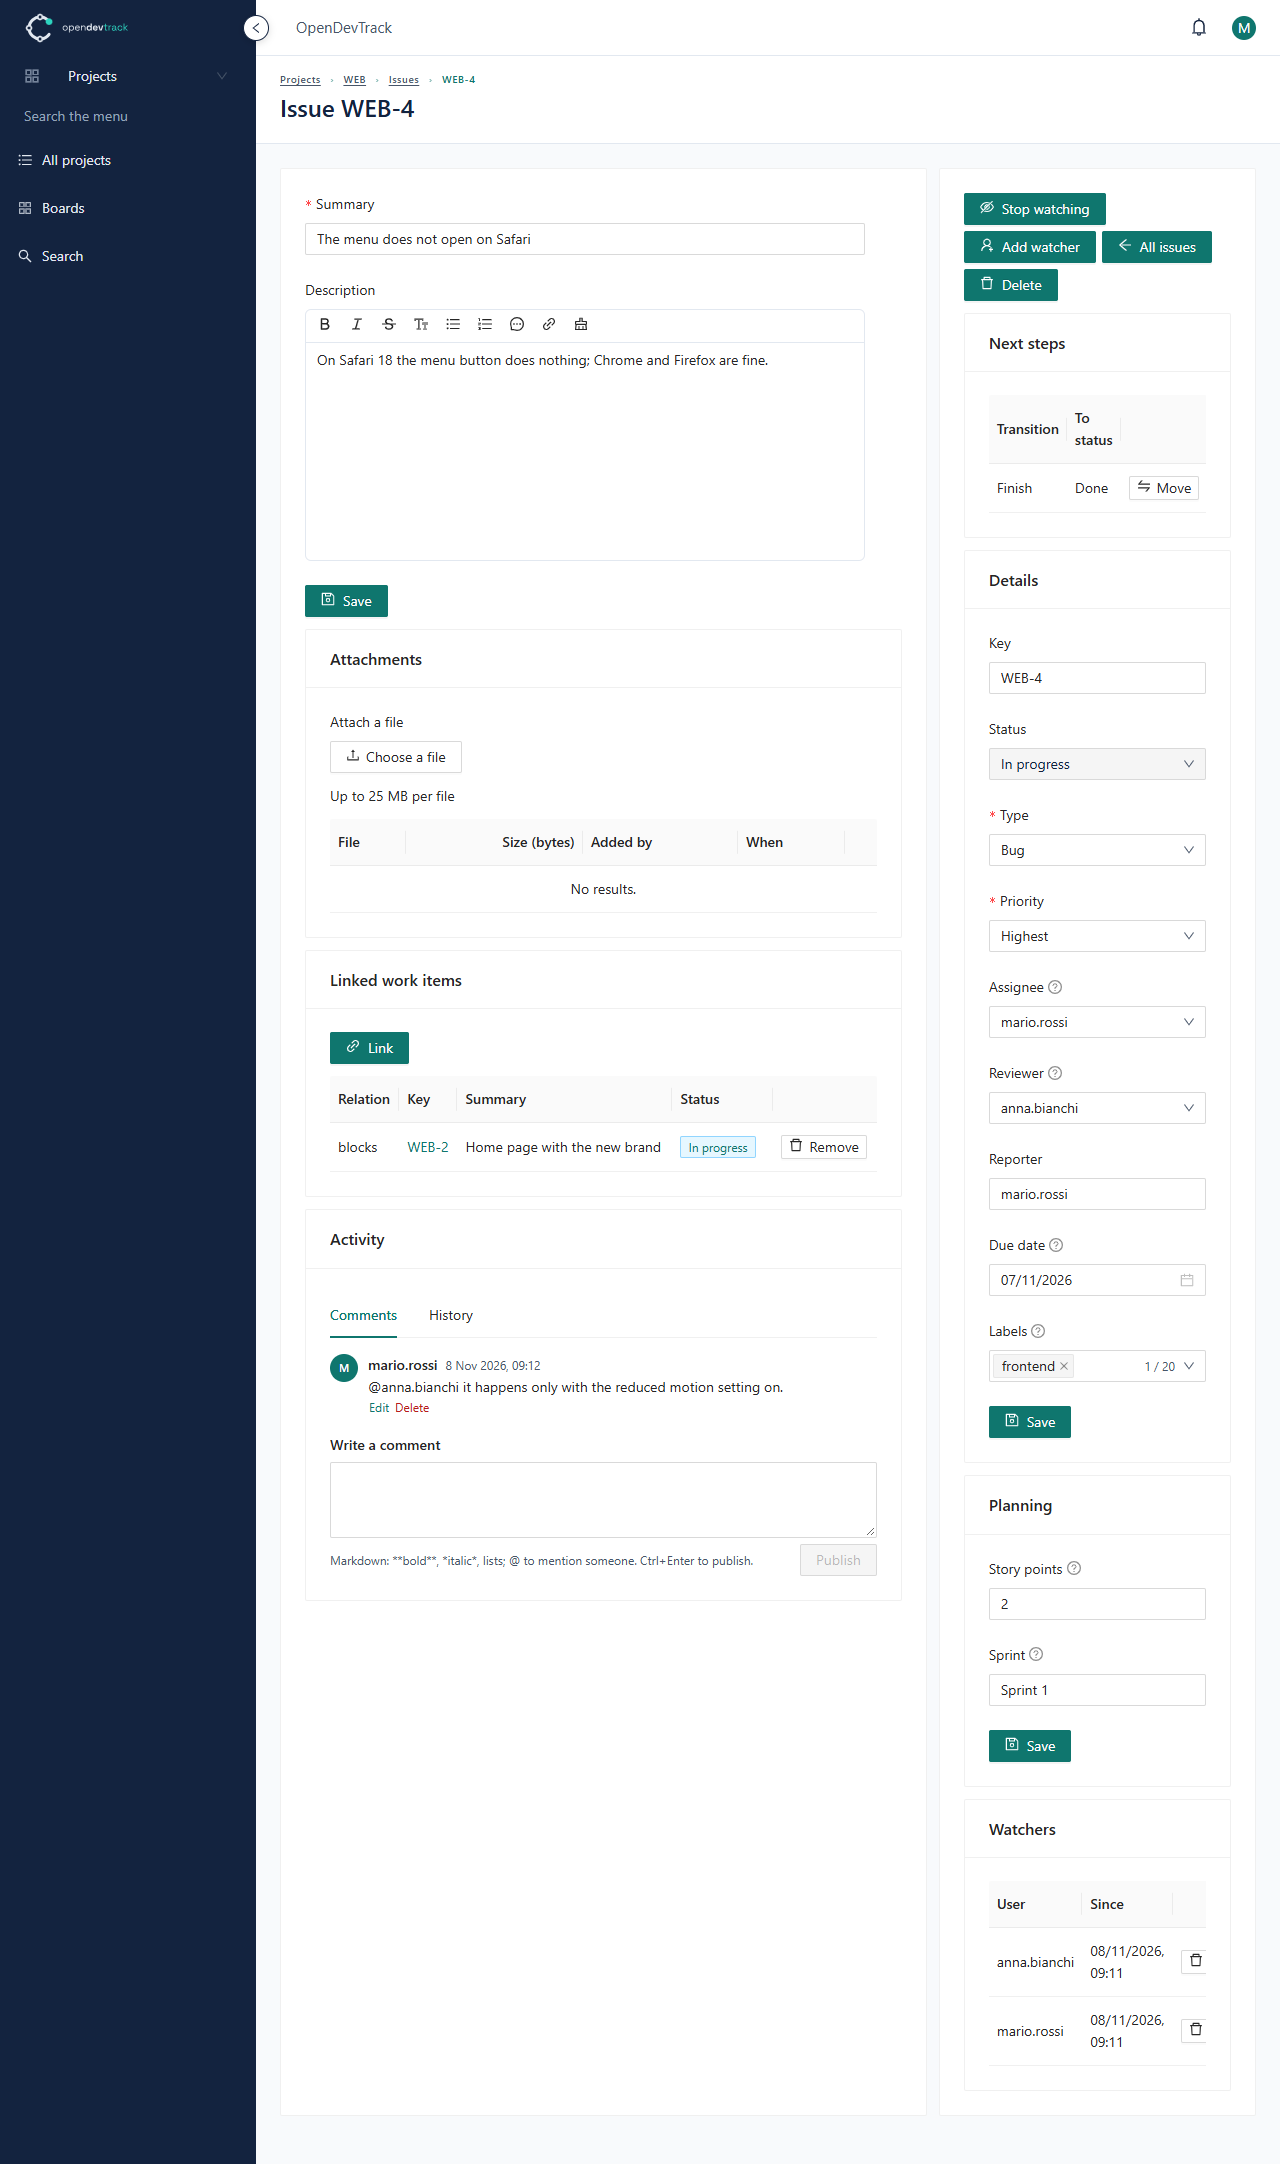 opendevtrack
OpenDevTrack
M
Projects
Search the menu
All projects
Boards
Search
Projects › WEB › Issues › WEB-4
Issue WEB-4
* Summary
The menu does not open on Safari
Description
On Safari 18 the menu button does nothing; Chrome and Firefox are fine.
Save
Attachments
Attach a file
Choose a file
Up to 25 MB per file
File Size (bytes) Added by When
No results.
Linked work items
Link
Relation Key Summary Status
blocks WEB-2 Home page with the new brand In progress Remove
Activity
Comments History
M mario.rossi 8 Nov 2026, 09:12
@anna.bianchi it happens only with the reduced motion setting on.
Edit Delete
Write a comment
Markdown: **bold**, *italic*, lists; @ to mention someone. Ctrl+Enter to publish.
Publish
Stop watching
Add watcher All issues
Delete
Next steps
Transition To status
Finish Done Move
Details
Key
WEB-4
Status
In progress
* Type
Bug
* Priority
Highest
Assignee
mario.rossi
Reviewer
anna.bianchi
Reporter
mario.rossi
Due date
07/11/2026
Labels
frontend 1 / 20
Save
Planning
Story points
2
Sprint
Sprint 1
Save
Watchers
User Since
anna.bianchi 08/11/2026, 09:11
mario.rossi 08/11/2026, 09:11